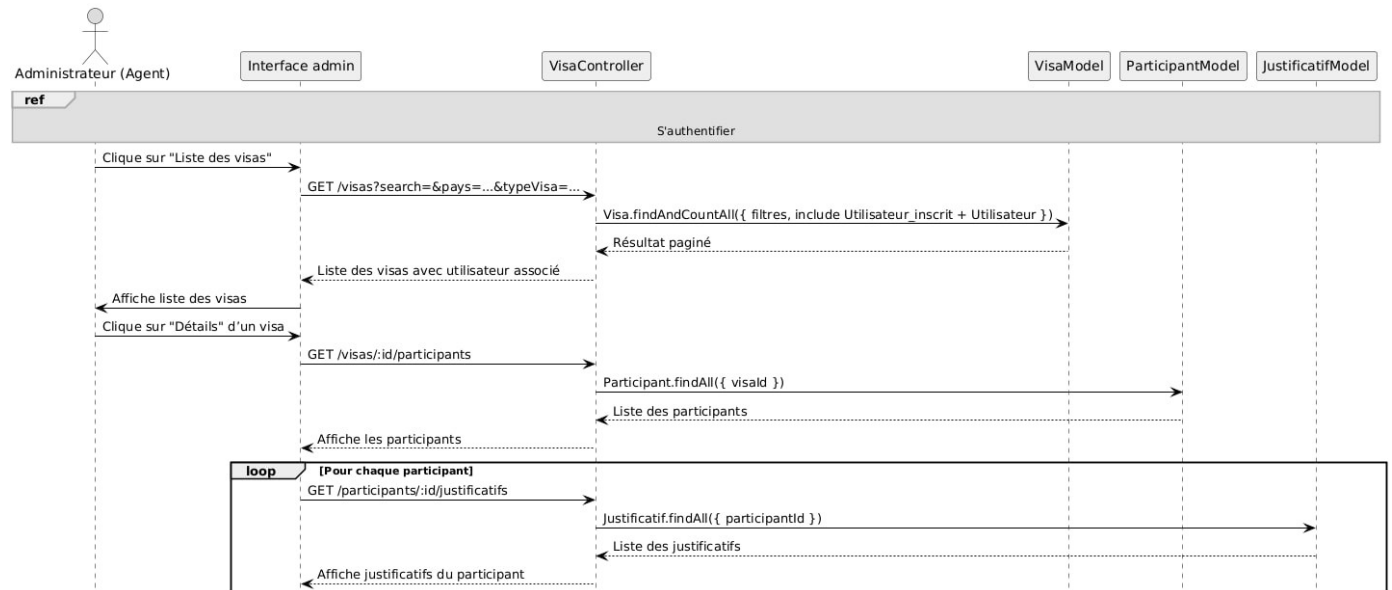 Administrateur (Agent)
Interface admin
VisaController
VisaModel
ParticipantModel
JustificatifModel
ref
S'authentifier
Clique sur "Liste des visas"
GET /visas?search=&pays=...&typeVisa=...
Visa.findAndCountAll({ filtres, include Utilisateur_inscrit + Utilisateur })
Résultat paginé
Liste des visas avec utilisateur associé
Affiche liste des visas
Clique sur "Détails" d’un visa
GET /visas/:id/participants
Participant.findAll({ visaId })
Liste des participants
Affiche les participants
loop [Pour chaque participant]
GET /participants/:id/justificatifs
Justificatif.findAll({ participantId })
Liste des justificatifs
Affiche justificatifs du participant